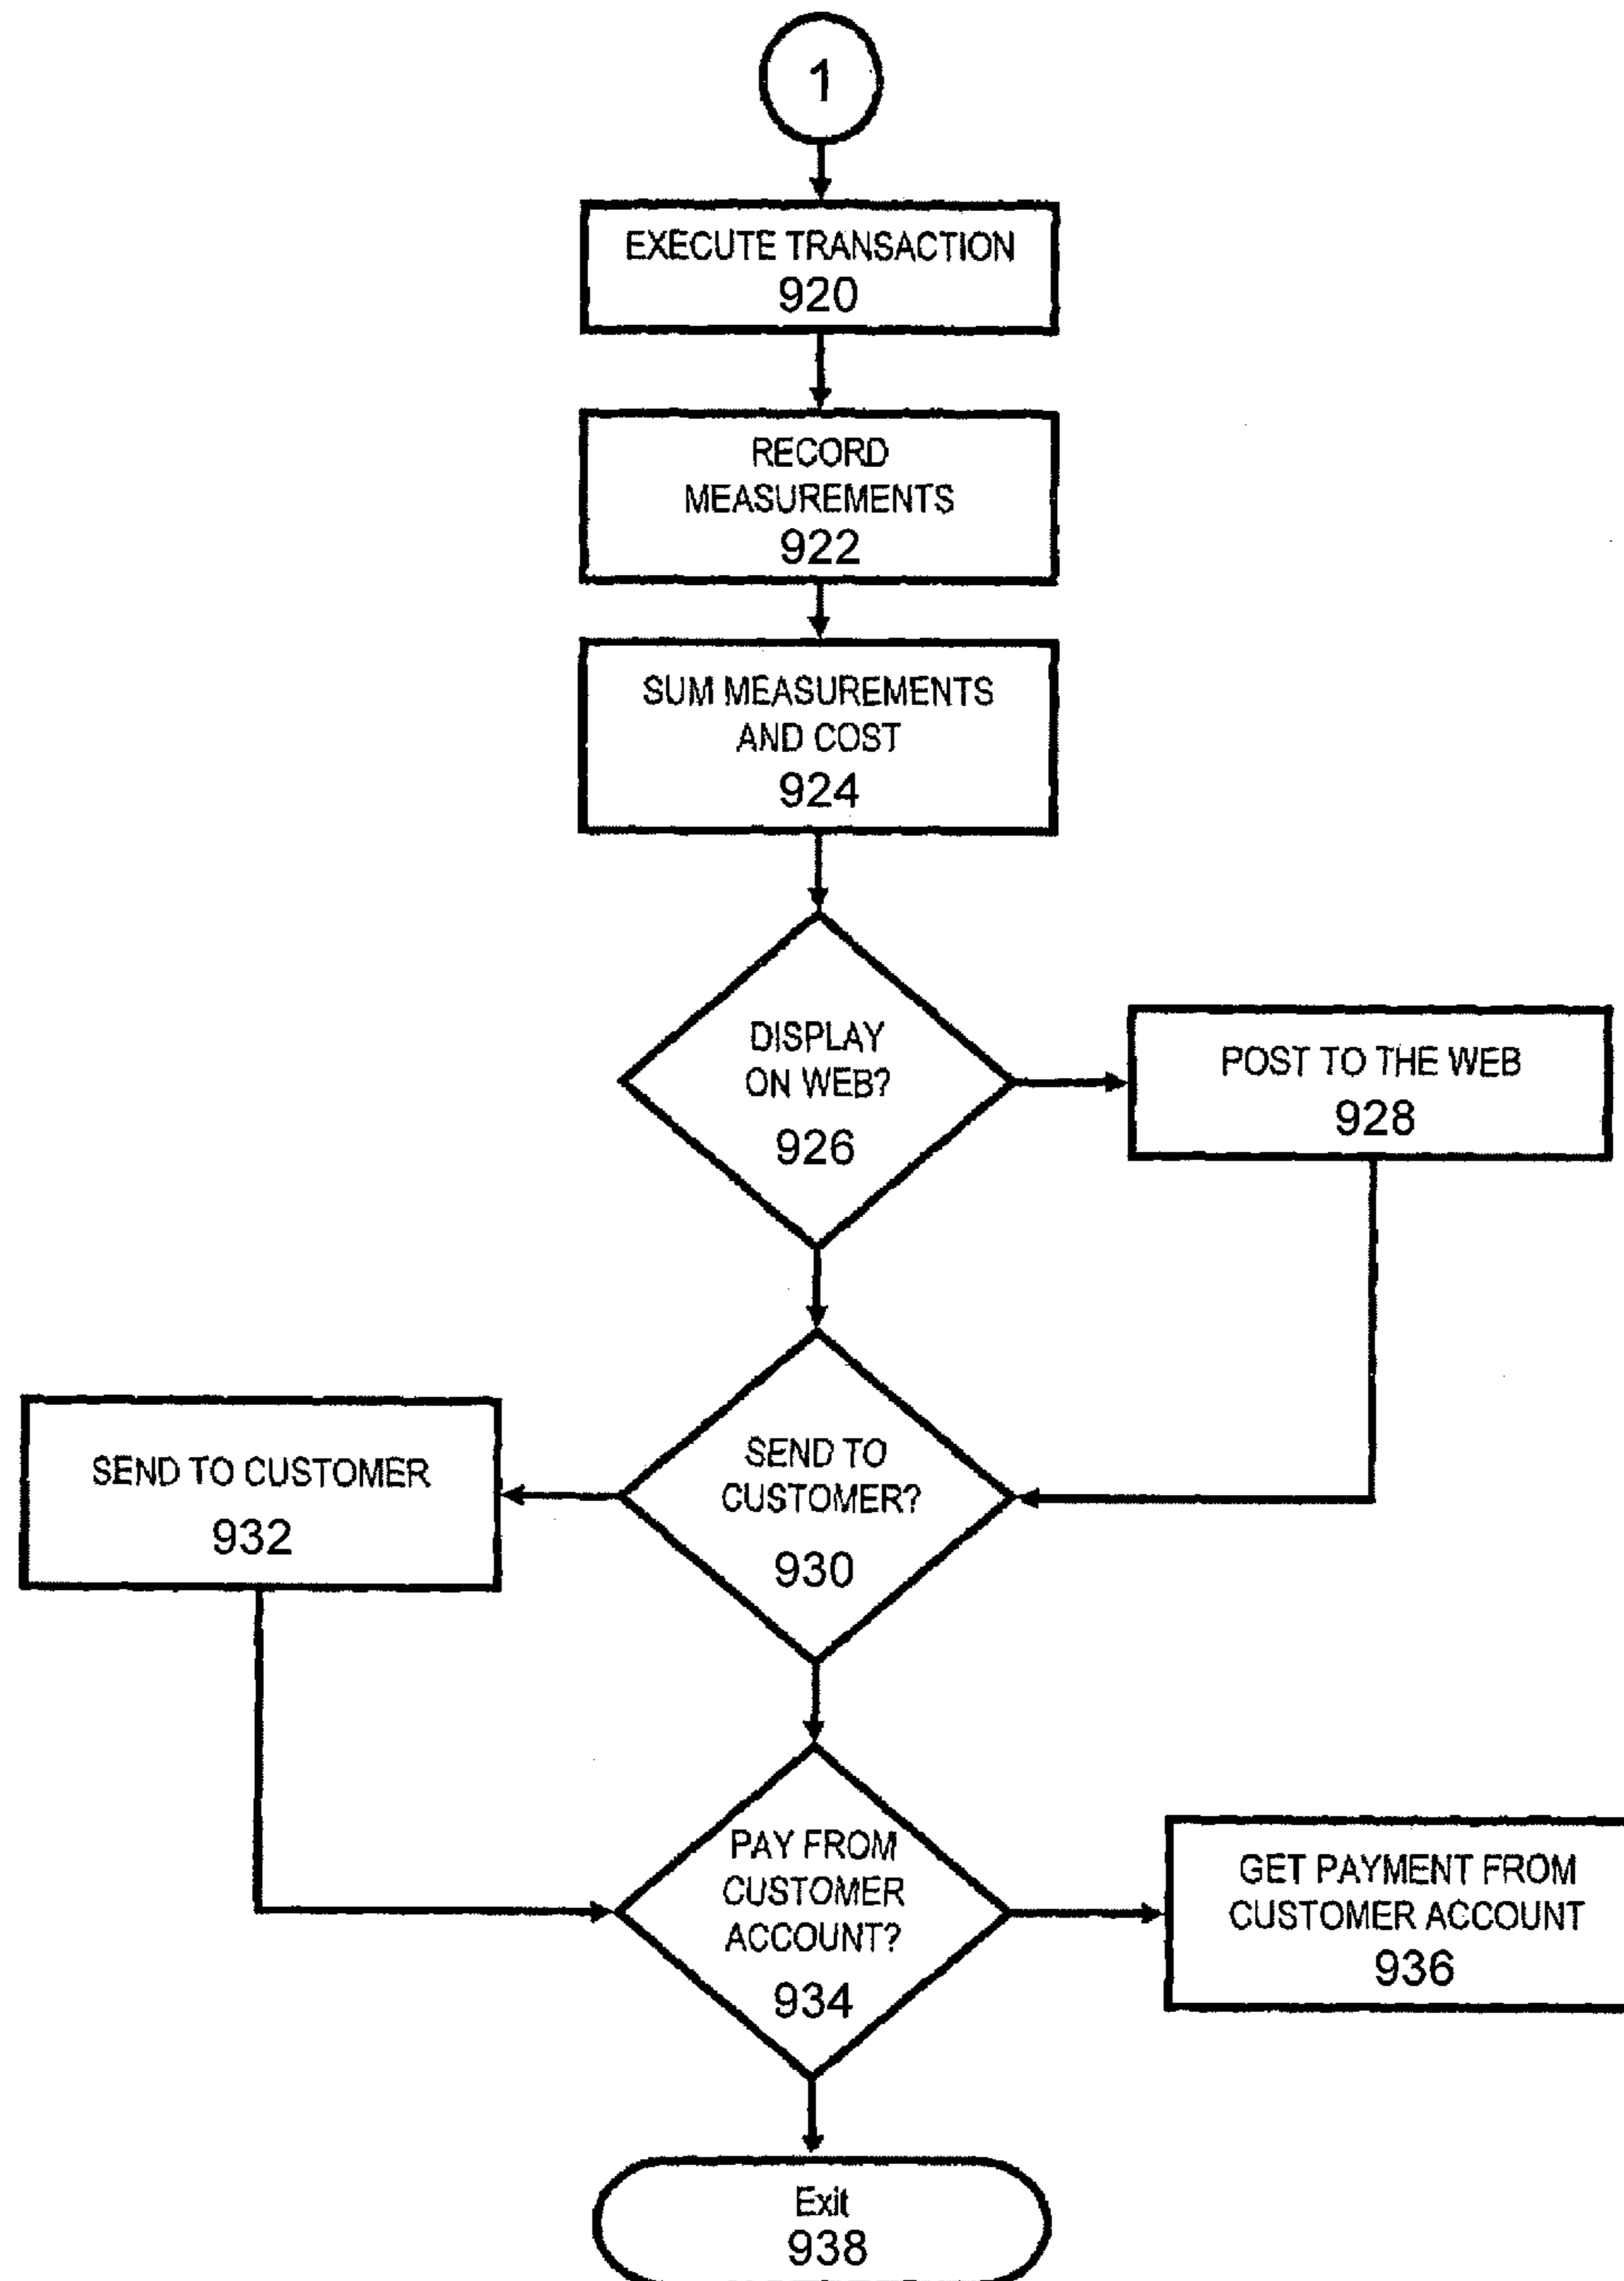 1
EXECUTE TRANSACTION
920
RECORD
MEASUREMENTS
922
SUM MEASUREMENTS
AND COST
924
DISPLAY
ON WEB?
926
POST TO THE WEB
928
SEND TO CUSTOMER
932
SEND TO
CUSTOMER?
930
PAY FROM
CUSTOMER
ACCOUNT?
934
GET PAYMENT FROM
CUSTOMER ACCOUNT
936
Exit
938